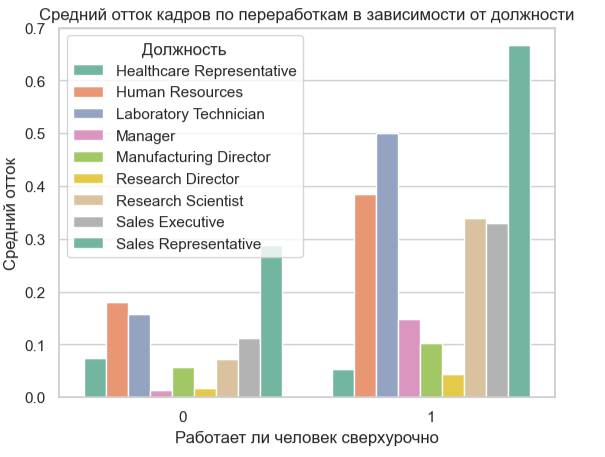 Средний отток кадров по переработкам в зависимости от должности
0.7
0.6
0.5
0.4
0.3
0.2
0.1
0.0
Средний отток
Должность
Healthcare Representative
Human Resources
Laboratory Technician
Manager
Manufacturing Director
Research Director
Research Scientist
Sales Executive
Sales Representative
0
1
Работает ли человек сверхурочно